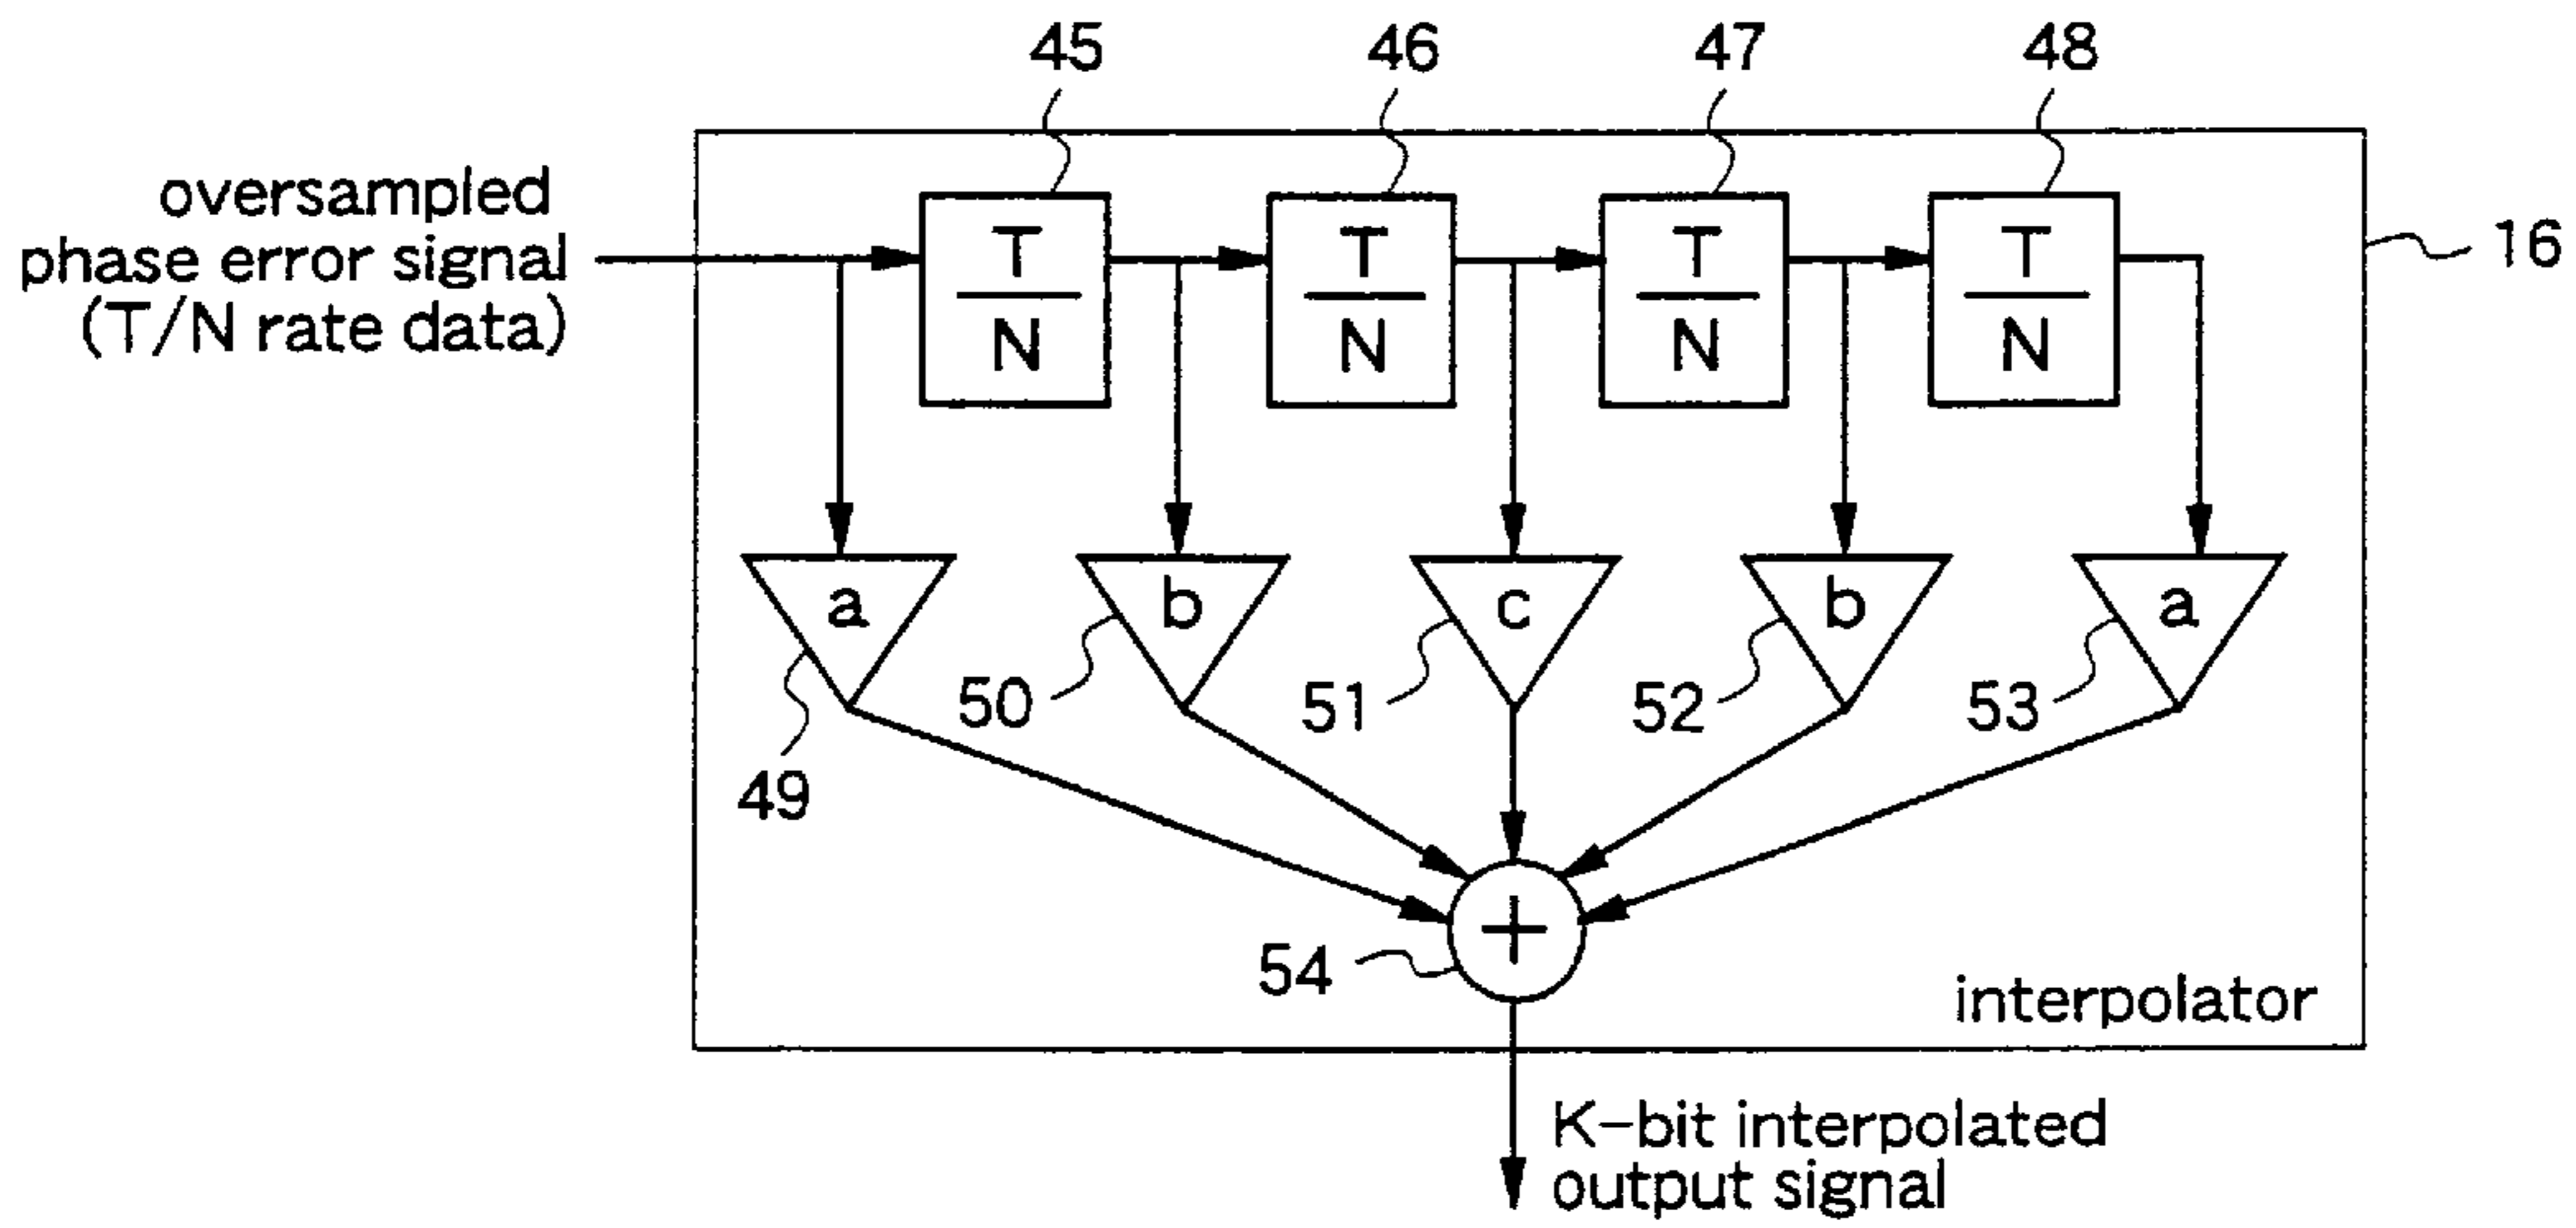 45 46 47 48
oversampled
phase error signal
(T/N rate data)
T T T T
N N N N
16
a b c b a
49 50 51 52 53
54
interpolator
K-bit interpolated
output signal